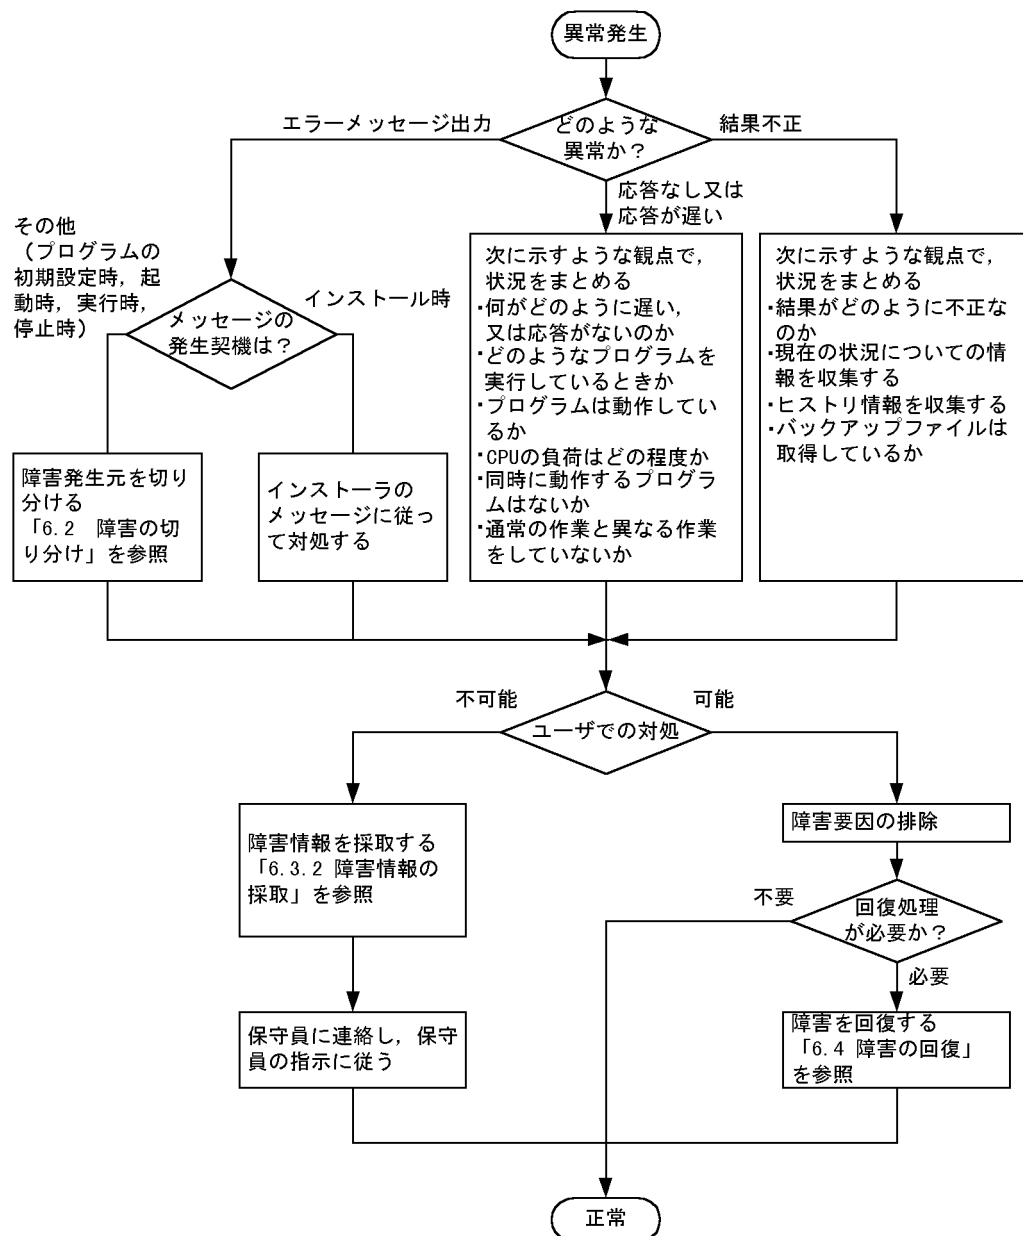 異常発生
どのような
異常か？
エラーメッセージ出力
結果不正
応答なし又は
応答が遅い
その他
（プログラムの
初期設定時，起
動時，実行時，
停止時）
インストール時
メッセージの
発生契機は？
障害発生元を切り
分ける
「6.2　障害の切
り分け」を参照
インストーラの
メッセージに従っ
て対処する
次に示すような観点で，
状況をまとめる
・何がどのように遅い，
又は応答がないのか
・どのようなプログラムを
実行しているときか
・プログラムは動作してい
るか
・CPUの負荷はどの程度か
・同時に動作するプログラ
ムはないか
・通常の作業と異なる作業
をしていないか
次に示すような観点で，
状況をまとめる
・結果がどのように不正な
のか
・現在の状況についての情
報を収集する
・ヒストリ情報を収集する
・バックアップファイルは
取得しているか
不可能
可能
ユーザでの対処
障害情報を採取する
「6.3.2 障害情報の
採取」を参照
保守員に連絡し，保守
員の指示に従う
障害要因の排除
不要
回復処理
が必要か？
必要
障害を回復する
「6.4 障害の回復」
を参照
正常